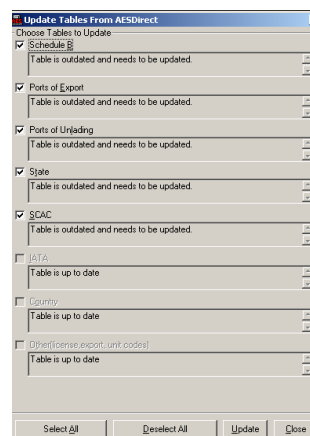 Update Tables From AESDirect
Choose Tables to Update
Schedule B
Table is outdated and needs to be updated.
Ports of Export
Table is outdated and needs to be updated.
Ports of Unlading
Table is outdated and needs to be updated.
State
Table is outdated and needs to be updated.
SCAC
Table is outdated and needs to be updated.
IATA
Table is up to date
Country
Table is up to date
Other(license,export, unit codes)
Table is up to date
Select All
Deselect All
Update
Close